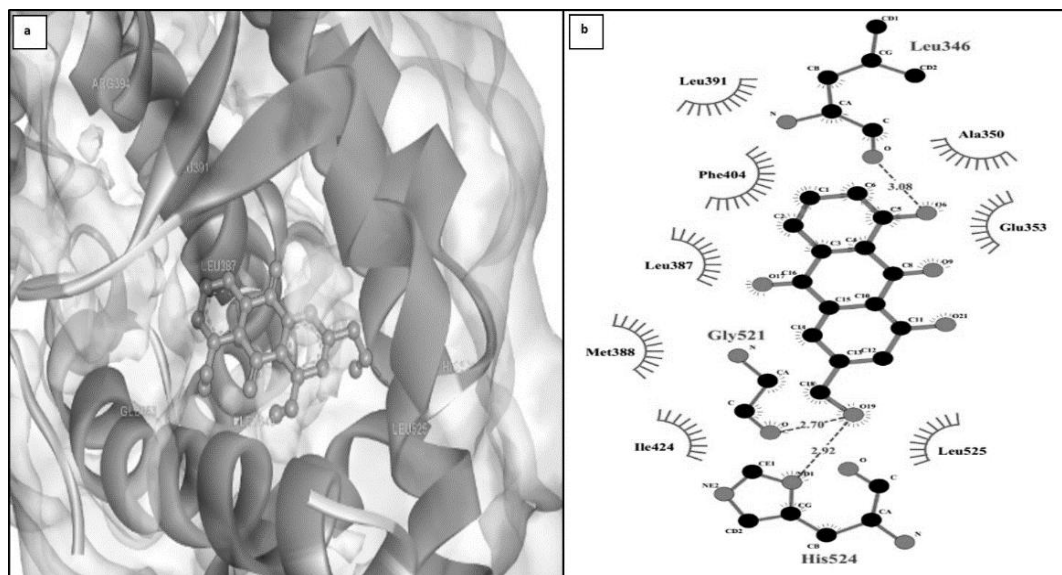 a
ARG394
LEU387
LEU525
b
CD1
Leu346
CG
CB
CD2
Leu391
CA
N
C
Ala350
O
Phe404
3.08
C1
C6
O6
C2
C5
Glu353
C3
C4
Leu387
O17
C16
C8
O9
C15
C10
C11
O21
Gly521
C14
N
Met388
C13
C12
CA
C18
C
O19
O
2.70
Ile424
2.92
Leu525
CE1
ND1
O
C
NE2
CG
CA
CD2
CB
N
His524